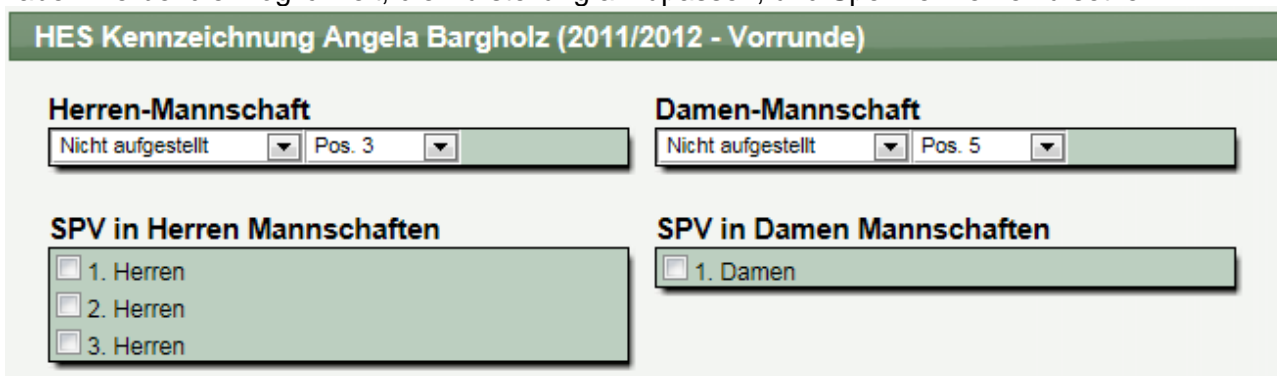 HES Kennzeichnung Angela Bargholz (2011/2012 - Vorrunde)
Herren-Mannschaft
Nicht aufgestellt Pos. 3
Damen-Mannschaft
Nicht aufgestellt Pos. 5
SPV in Herren Mannschaften
1. Herren
2. Herren
3. Herren
SPV in Damen Mannschaften
1. Damen